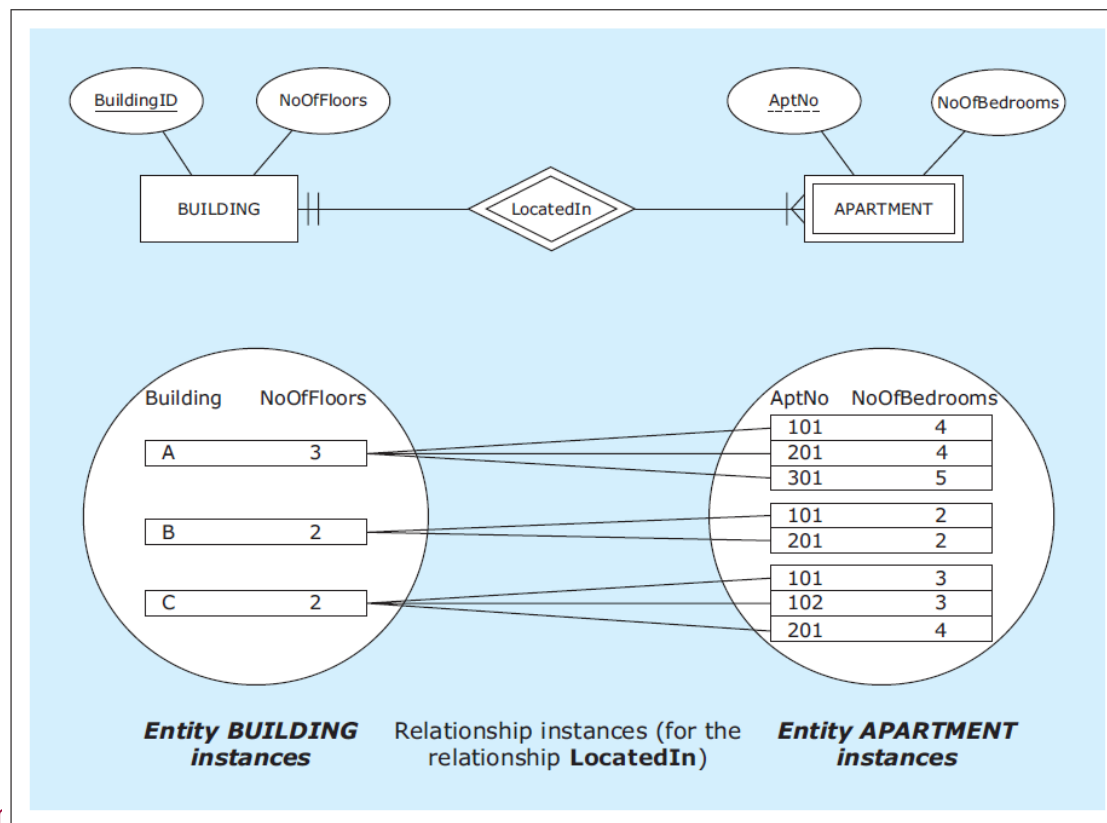 BuildingID NoOfFloors AptNo NoOfBedrooms
BUILDING LocatedIn APARTMENT
Building NoOfFloors AptNo NoOfBedrooms
101 4
A 3 201 4
301 5
101 2
B 2 201 2
101 3
C 2 102 3
201 4
Entity BUILDING Relationship instances (for the Entity APARTMENT
instances relationship LocatedIn) instances